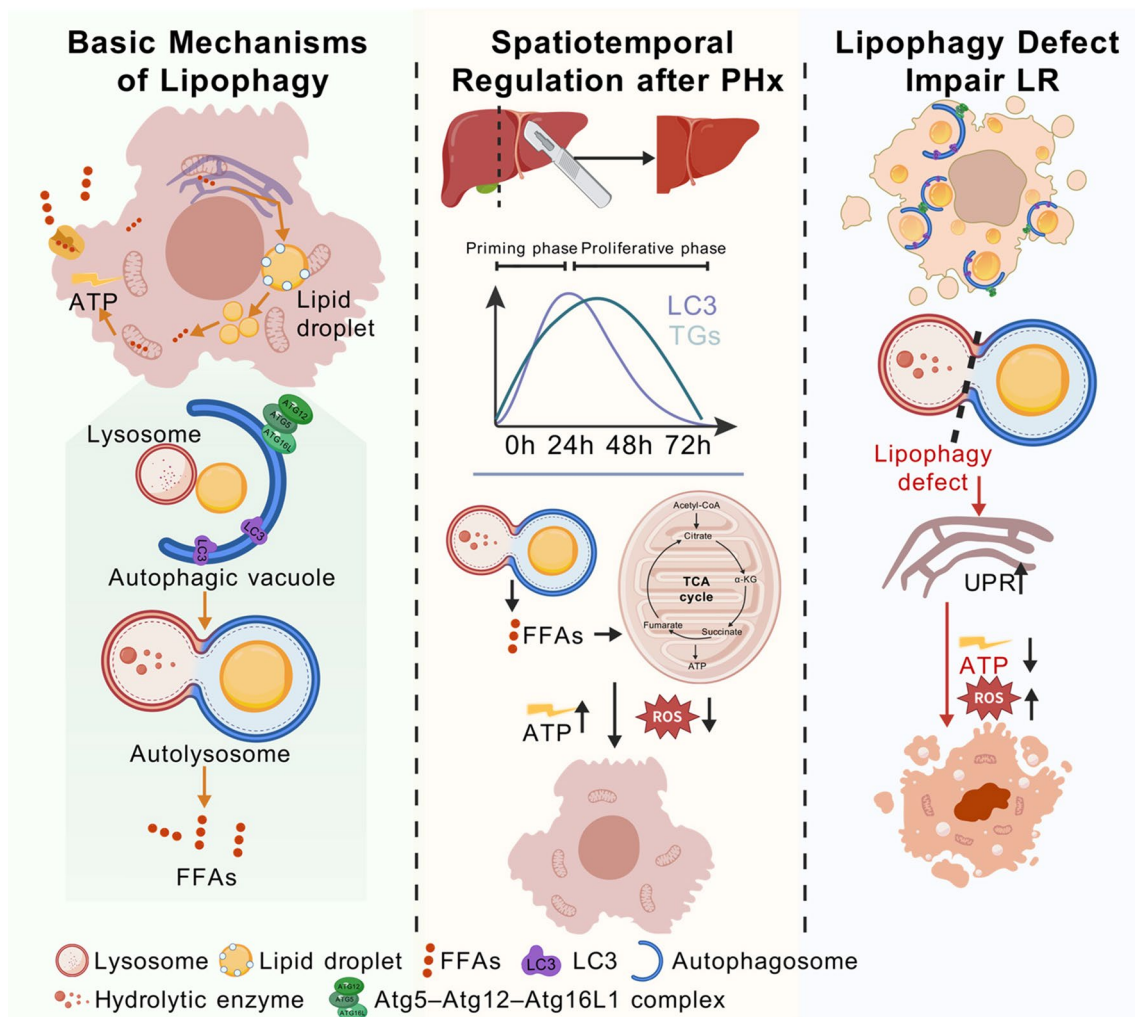 Basic Mechanisms
of Lipophagy
ATP
Lipid
droplet
ATG12
ATG5
ATG16L
Lysosome
LC3
LC3
Autophagic vacuole
Autolysosome
FFAs
Spatiotemporal
Regulation after PHx
Priming phase
Proliferative phase
LC3
TGs
0h 24h 48h 72h
Acetyl-CoA
Citrate
TCA
cycle
α-KG
Fumarate
Succinate
ATP
FFAs
ATP
ROS
Lipophagy Defect
Impair LR
Lipophagy
defect
UPR
ATP
ROS
Lysosome
Lipid droplet
FFAs
LC3
LC3
Autophagosome
Hydrolytic enzyme
ATG12
ATG5
ATG16L
Atg5–Atg12–Atg16L1 complex